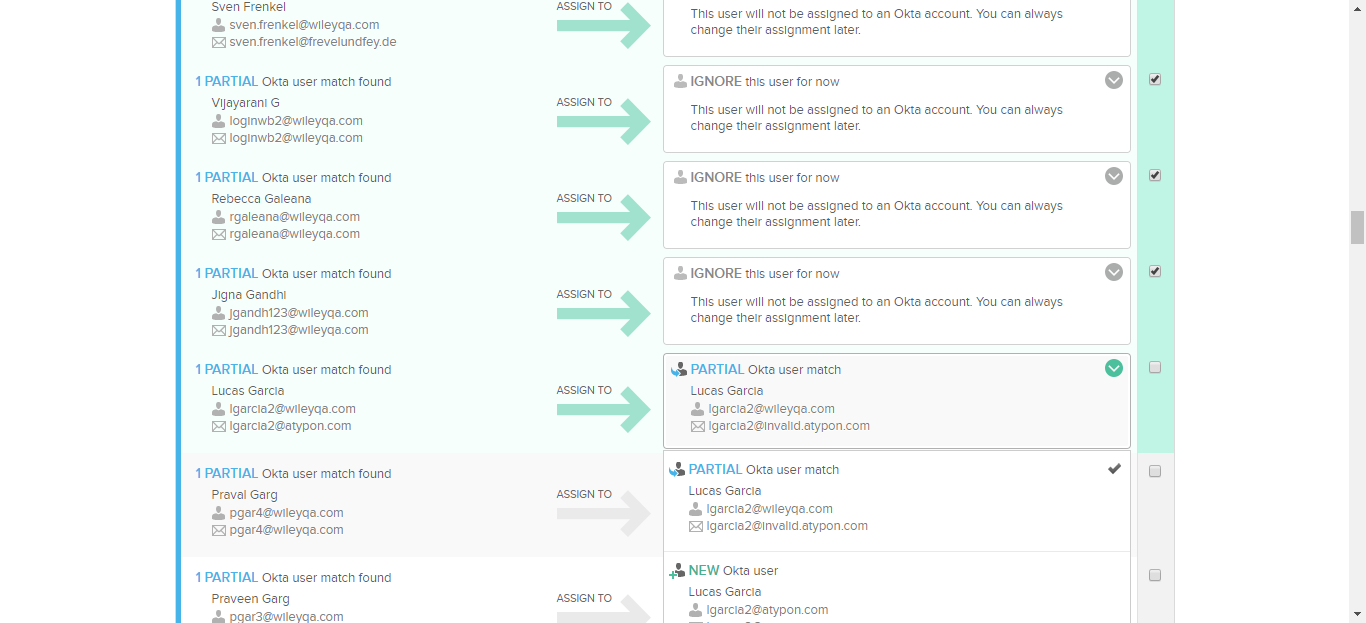 Sven Frenkel
sven.frenkel@wileyqa.com
sven.frenkel@frevelundfey.de
ASSIGN TO
This user will not be assigned to an Okta account. You can always
change their assignment later.
1 PARTIAL Okta user match found
Vijayarani G
loginwb2@wileyqa.com
loginwb2@wileyqa.com
ASSIGN TO
IGNORE this user for now
This user will not be assigned to an Okta account. You can always
change their assignment later.
1 PARTIAL Okta user match found
Rebecca Galeana
rgaleana@wileyqa.com
rgaleana@wileyqa.com
ASSIGN TO
IGNORE this user for now
This user will not be assigned to an Okta account. You can always
change their assignment later.
1 PARTIAL Okta user match found
Jigna Gandhi
jgandh123@wileyqa.com
jgandh123@wileyqa.com
ASSIGN TO
IGNORE this user for now
This user will not be assigned to an Okta account. You can always
change their assignment later.
1 PARTIAL Okta user match found
Lucas Garcia
lgarcia2@wileyqa.com
lgarcia2@atypon.com
ASSIGN TO
PARTIAL Okta user match
Lucas Garcia
lgarcia2@wileyqa.com
lgarcia2@invalid.atypon.com
1 PARTIAL Okta user match found
Praval Garg
pgar4@wileyqa.com
pgar4@wileyqa.com
ASSIGN TO
PARTIAL Okta user match
Lucas Garcia
lgarcia2@wileyqa.com
lgarcia2@invalid.atypon.com
1 PARTIAL Okta user match found
Praveen Garg
pgar3@wileyqa.com
ASSIGN TO
NEW Okta user
Lucas Garcia
lgarcia2@atypon.com